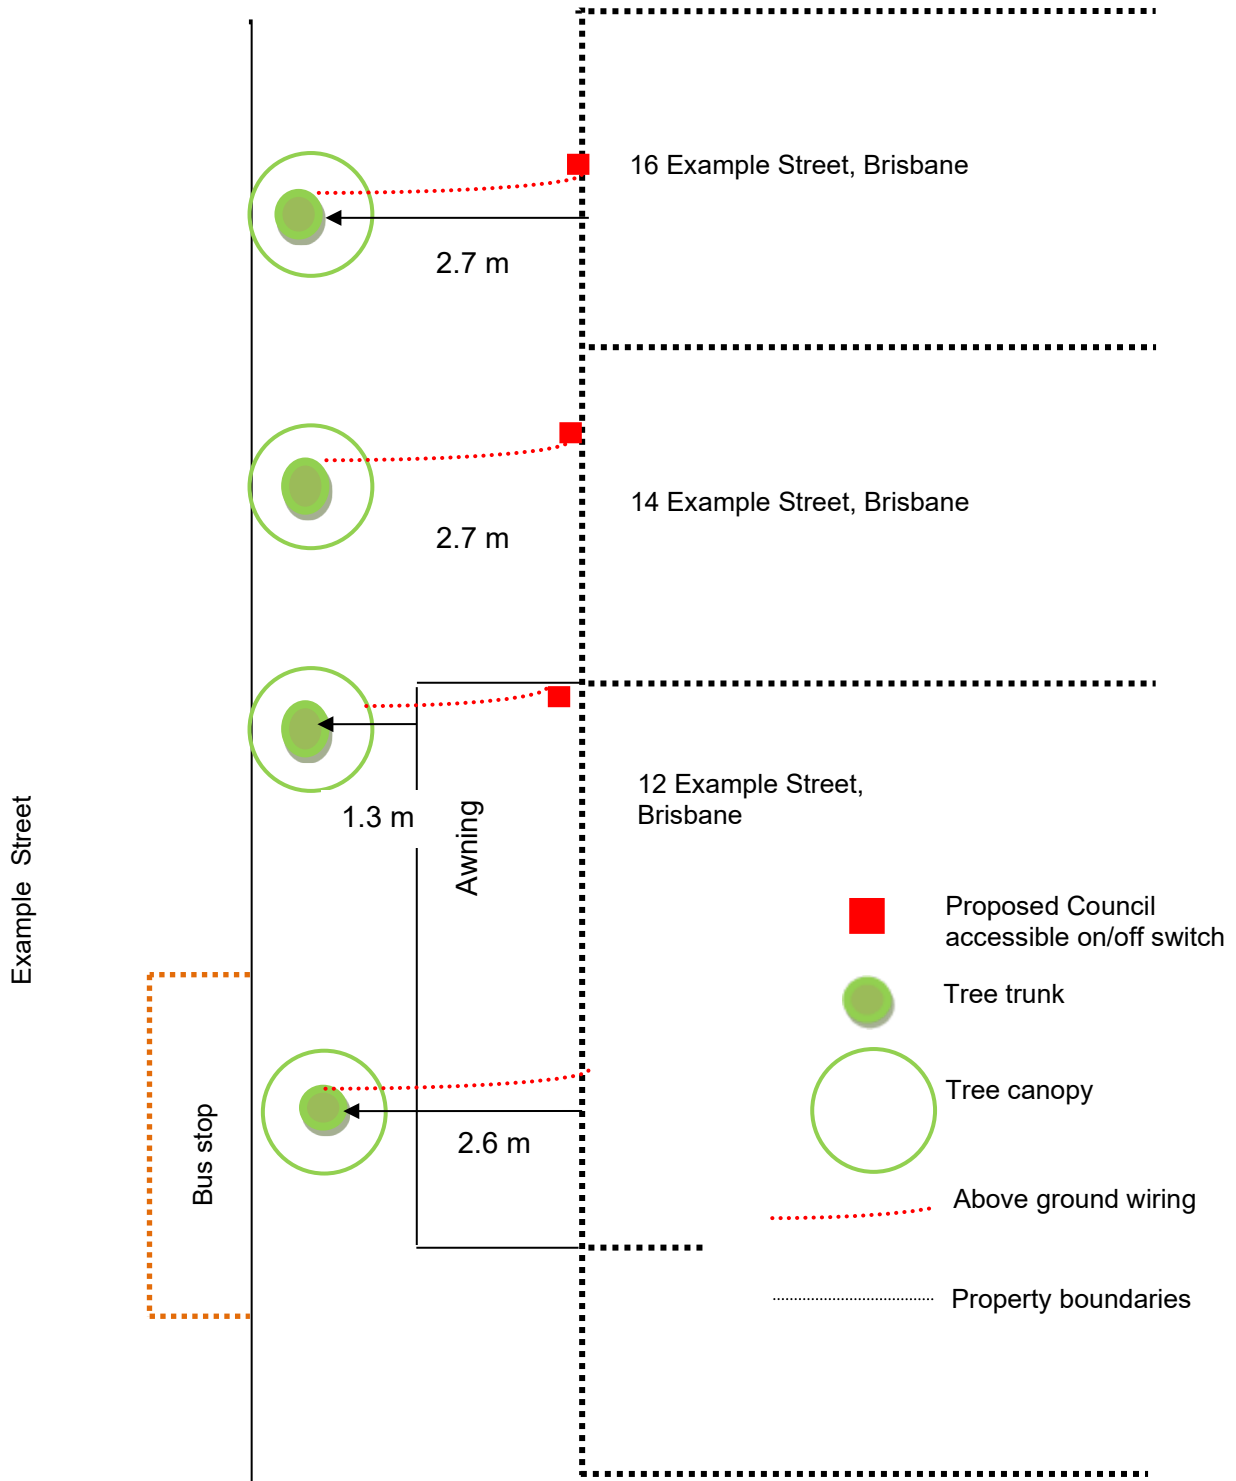 16 Example Street, Brisbane
2.7 m
14 Example Street, Brisbane
2.7 m
12 Example Street,
Brisbane
1.3 m
Awning
Example Street
Bus stop
2.6 m
Proposed Council
accessible on/off switch
Tree trunk
Tree canopy
Above ground wiring
Property boundaries